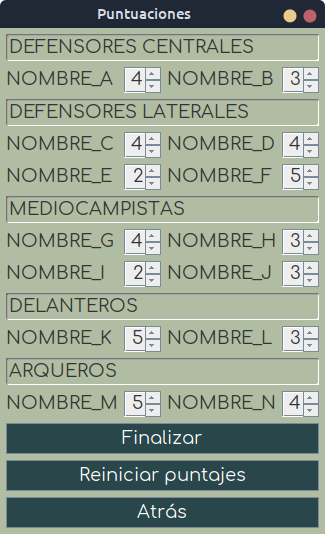 Puntuaciones
DEFENSORES CENTRALES
NOMBRE_A 4 NOMBRE_B 3
DEFENSORES LATERALES
NOMBRE_C 4 NOMBRE_D 4
NOMBRE_E 2 NOMBRE_F 5
MEDIOCAMPISTAS
NOMBRE_G 4 NOMBRE_H 3
NOMBRE_I 2 NOMBRE_J 3
DELANTEROS
NOMBRE_K 5 NOMBRE_L 3
ARQUEROS
NOMBRE_M 5 NOMBRE_N 4
Finalizar
Reiniciar puntajes
Atrás